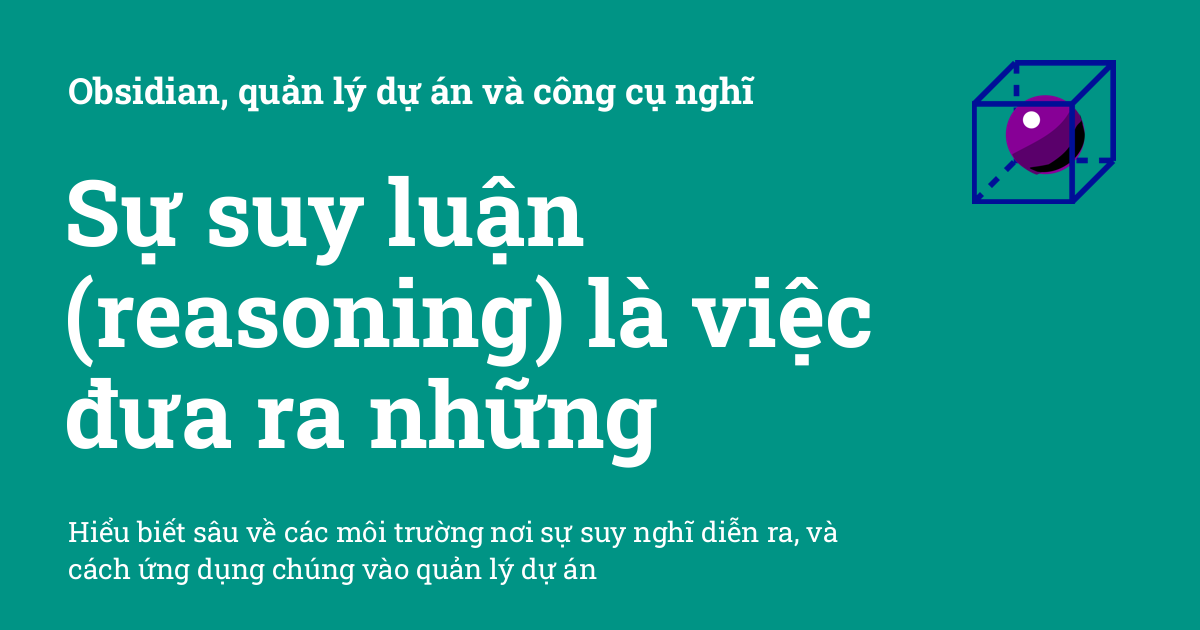 Obsidian, quản lý dự án và công cụ nghĩ
Sự suy luận
(reasoning) là việc
đưa ra những
Hiểu biết sâu về các môi trường nơi sự suy nghĩ diễn ra, và
cách ứng dụng chúng vào quản lý dự án